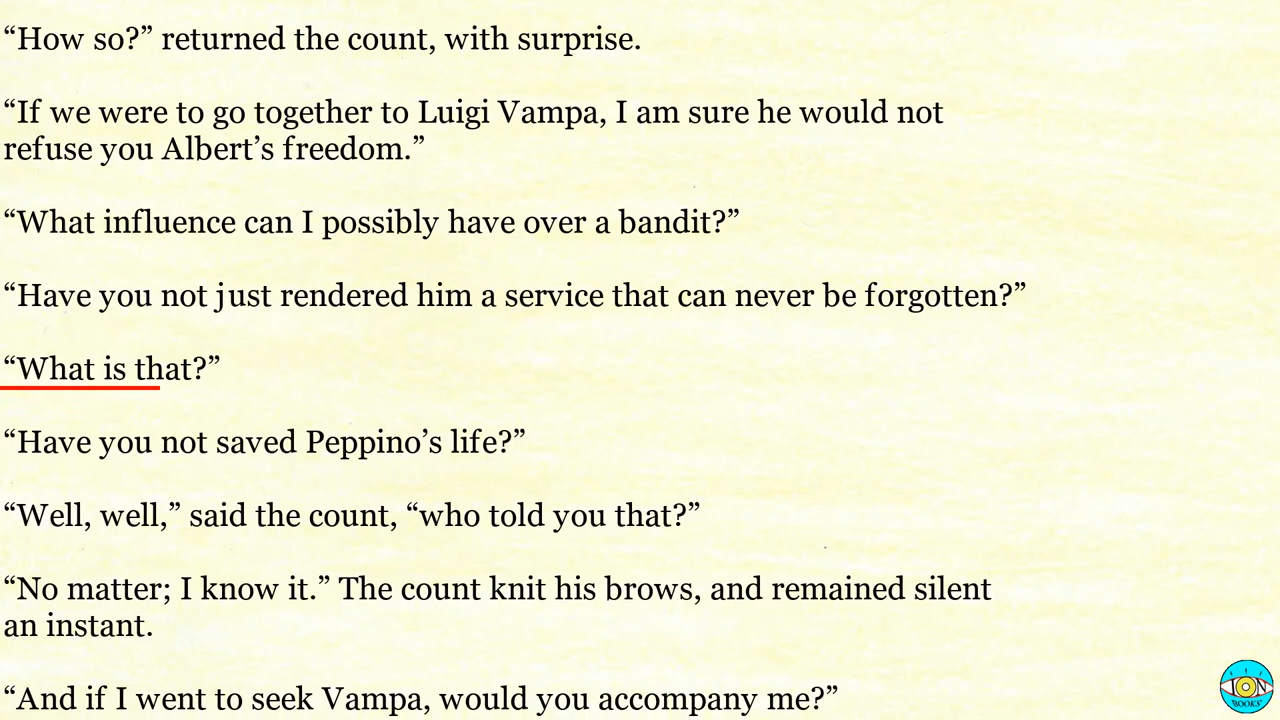 “How so?” returned the count, with surprise.
“If we were to go together to Luigi Vampa, I am sure he would not
refuse you Albert’s freedom.”
“What influence can I possibly have over a bandit?”
“Have you not just rendered him a service that can never be forgotten?”
“What is that?”
“Have you not saved Peppino’s life?”
“Well, well,” said the count, “who told you that?”
“No matter; I know it.” The count knit his brows, and remained silent
an instant.
“And if I went to seek Vampa, would you accompany me?”
ION
BOOKS